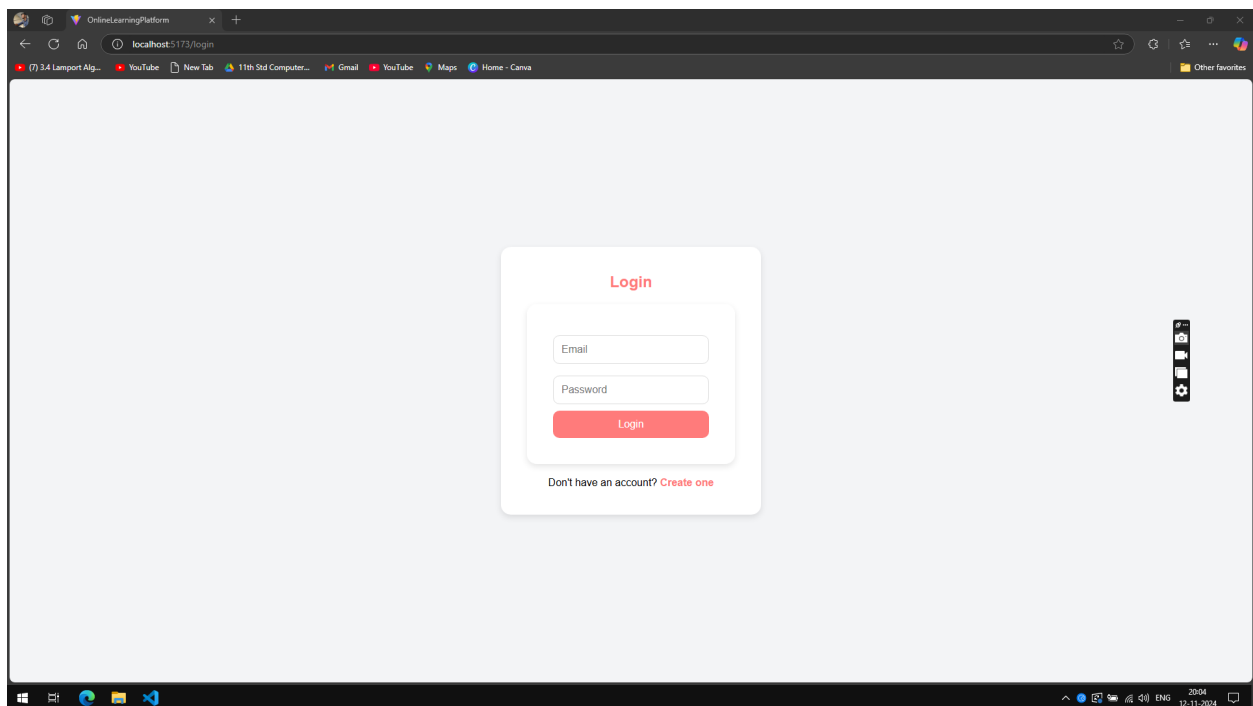 OnlineLearningPlatform
localhost:5173/login
(7) 3.4 Lamport Alg... YouTube New Tab 11th Std Computer... Gmail YouTube Maps Home - Canva Other favorites
Login
Email
Password
Login
Don't have an account? Create one
ENG 20:04
12-11-2024